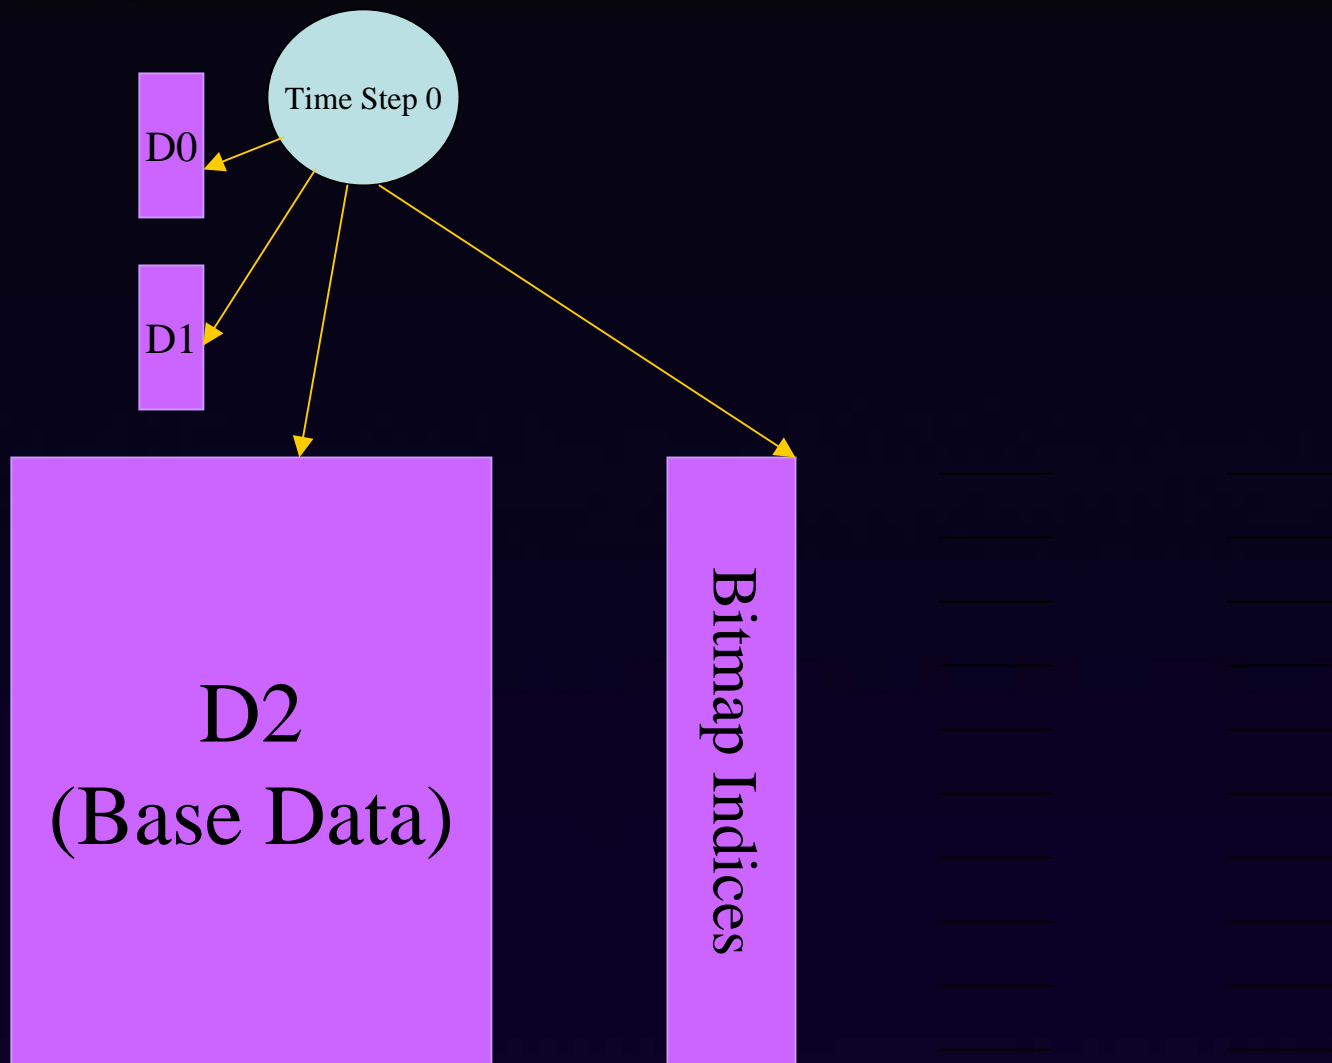 Time Step 0
D0
D1
D2
(Base Data)
Bitmap Indices